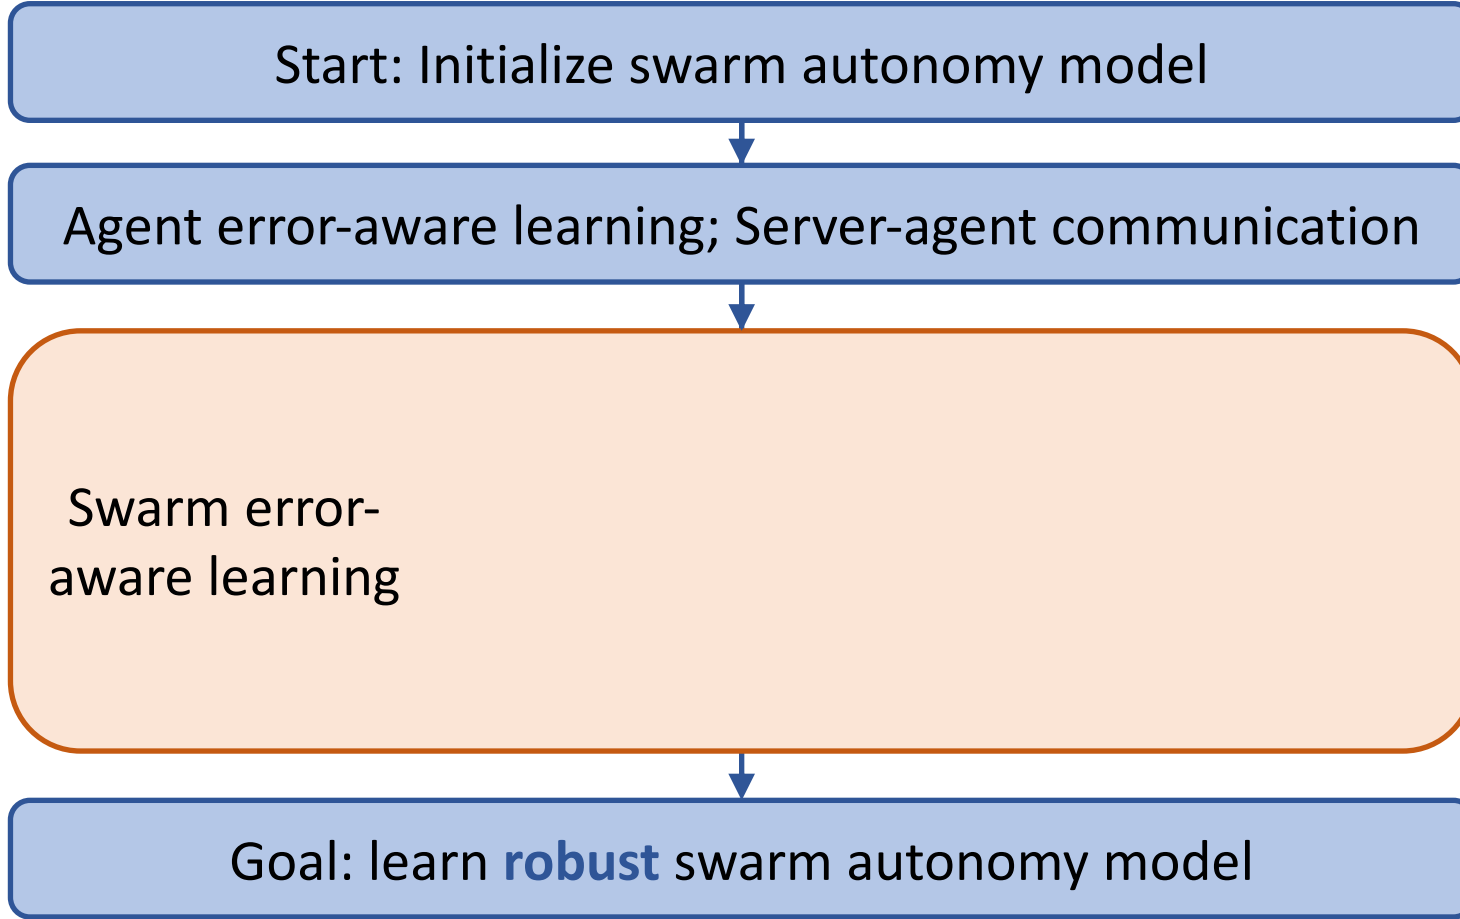 Start: Initialize swarm autonomy model
Agent error-aware learning; Server-agent communication
Swarm error-
aware learning
Goal: learn robust swarm autonomy model